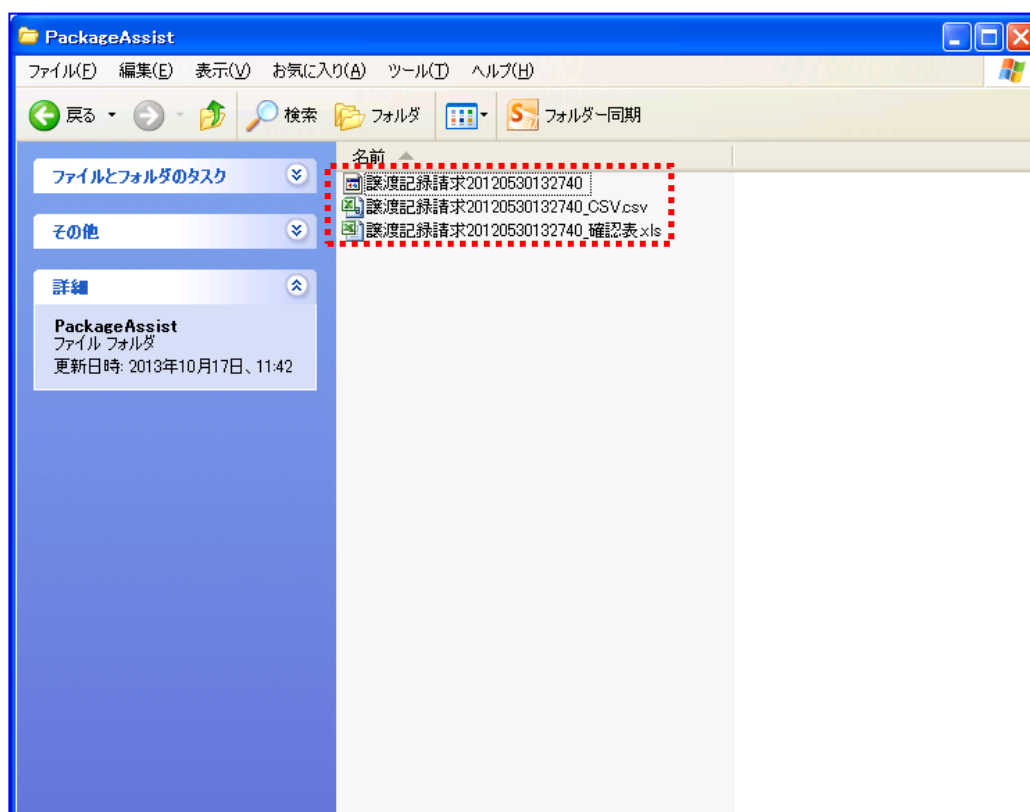 PackageAssist
ファイル(F) 編集(E) 表示(V) お気に入り(A) ツール(T) ヘルプ(H)
戻る 検索 フォルダ フォルダー同期
名前
ファイルとフォルダのタスク
その他
詳細
PackageAssist
ファイル フォルダ
更新日時: 2013年10月17日、11:42
譲渡記録請求20120530132740
譲渡記録請求20120530132740_CSV.csv
譲渡記録請求20120530132740_確認表.xls